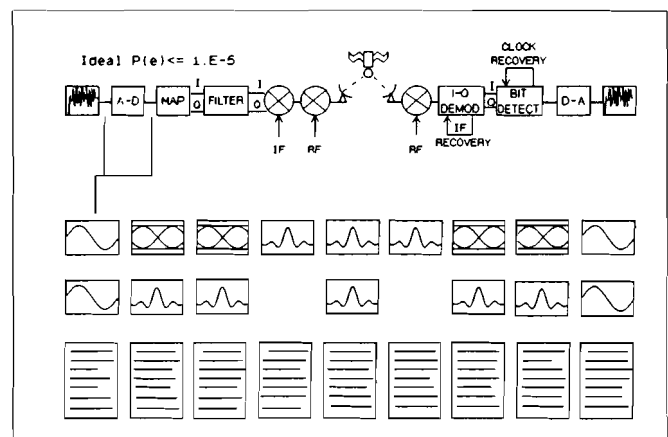 Ideal P(e)<= 1.E-5
CLOCK
RECOVERY
A-D
MAP
I
Q
FILTER
I
Q
I-Q
DEMOD
I
Q
BIT
DETECT
D-A
IF
RF
RF
IF
RECOVERY